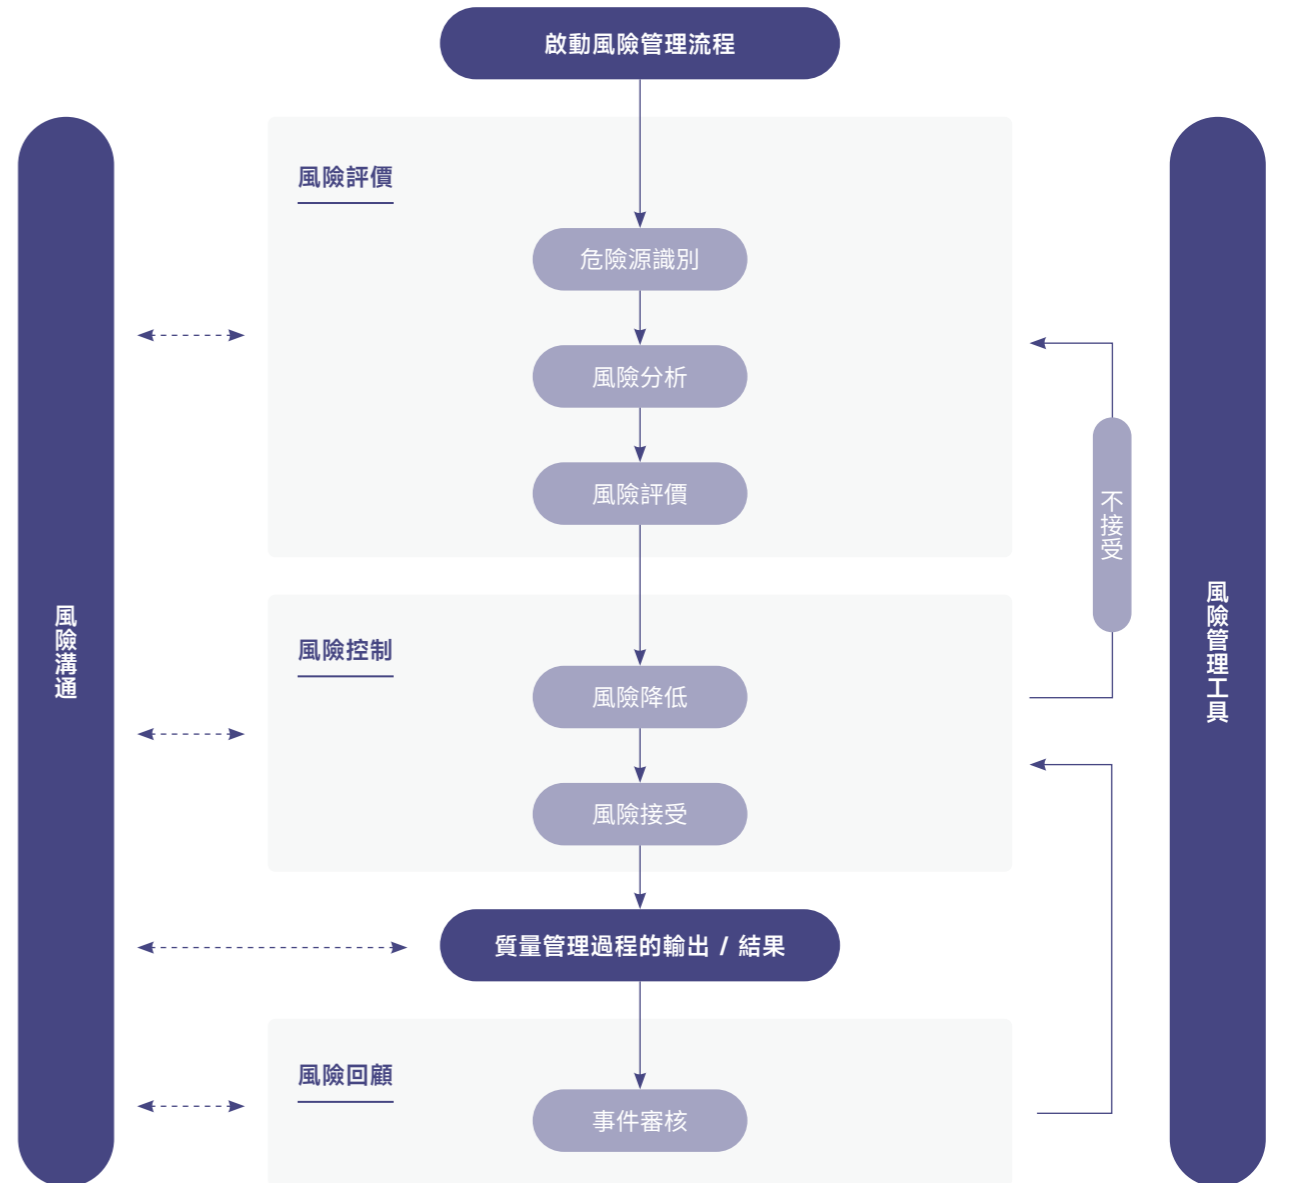 啟動風險管理流程
風險評價
危險源識別
風險分析
風險評價
不接受
風險溝通
風險管理工具
風險控制
風險降低
風險接受
質量管理過程的輸出 / 結果
風險回顧
事件審核